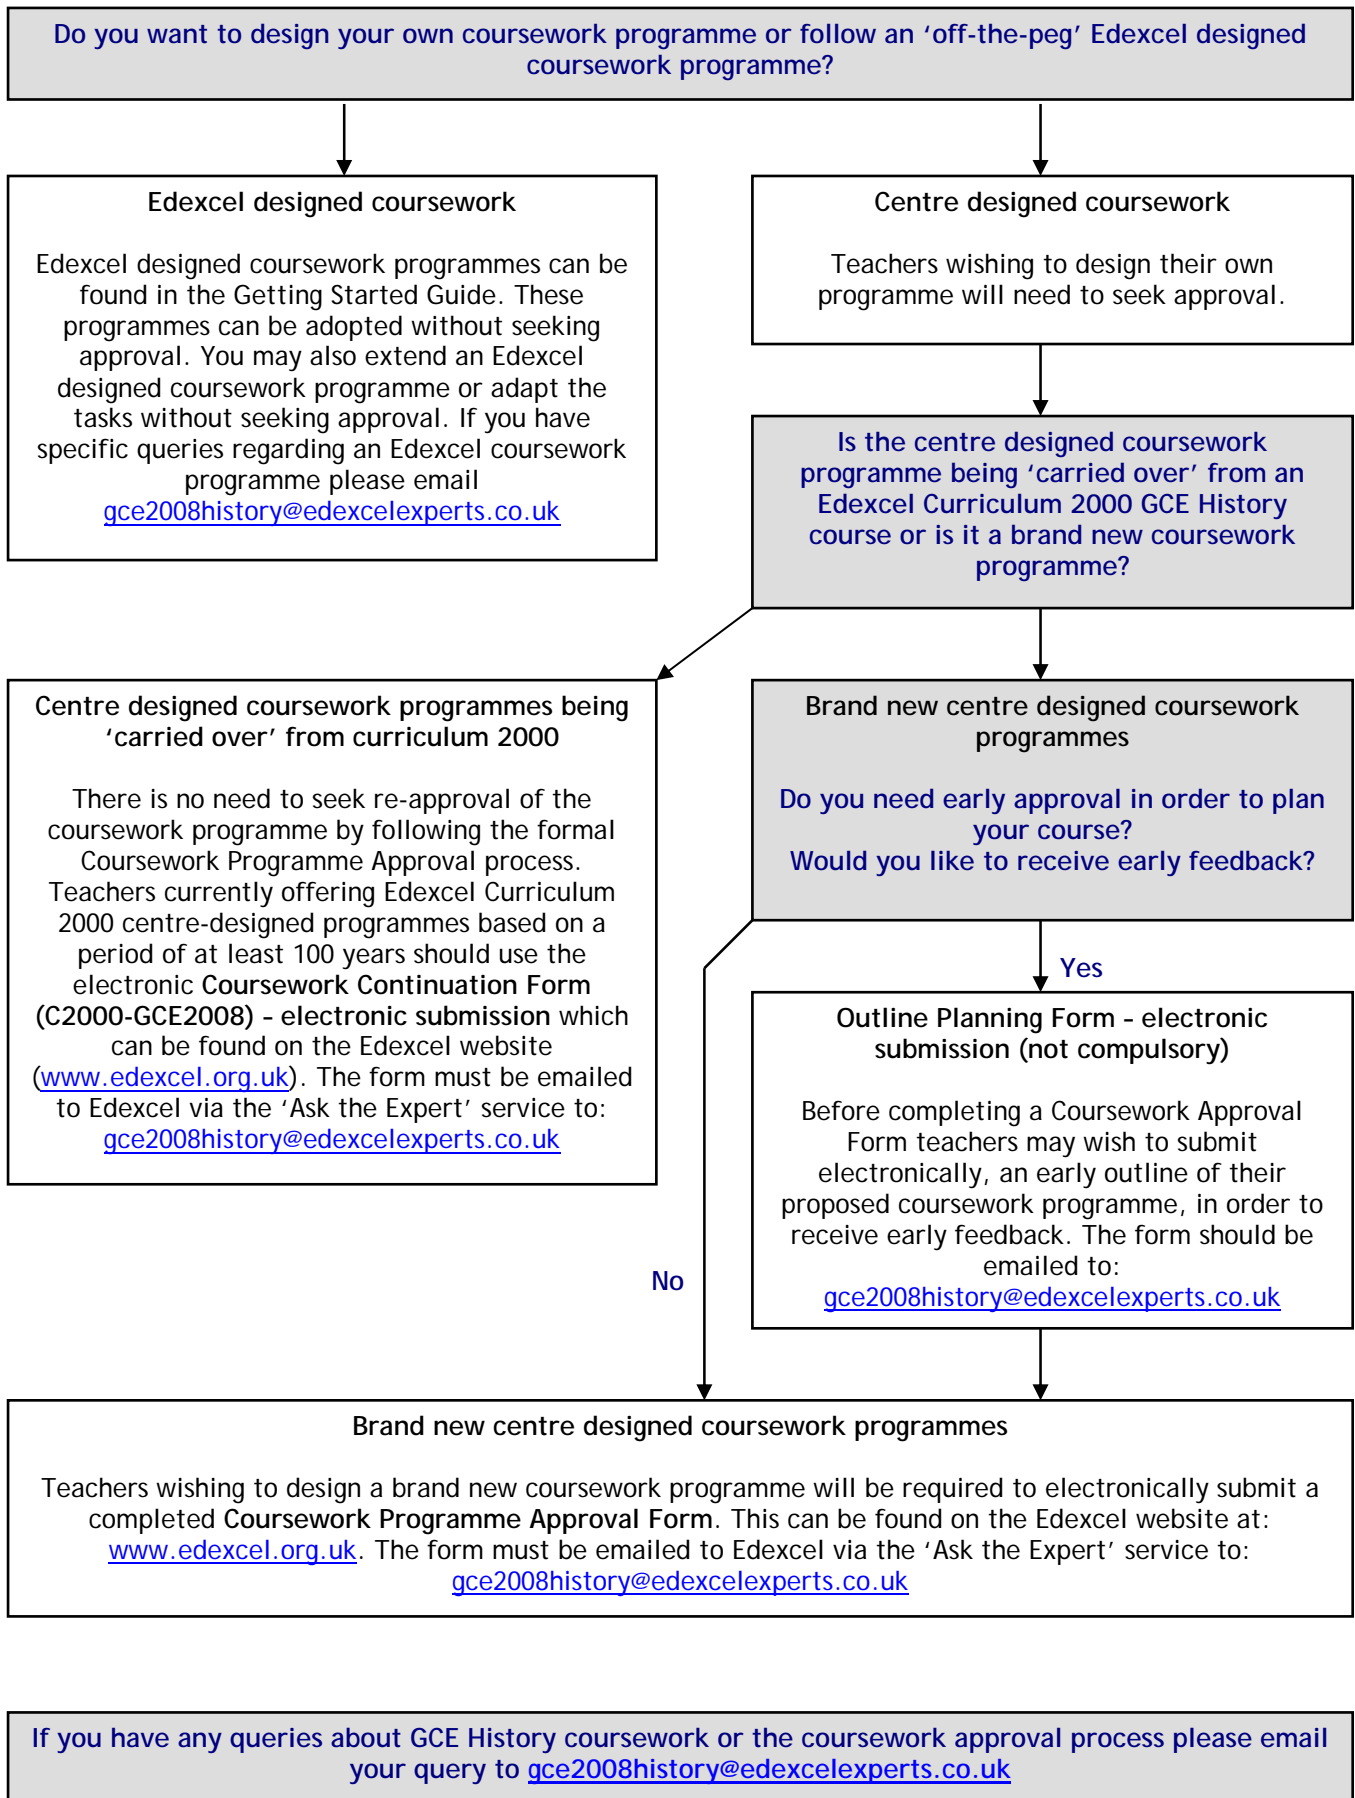 Do you want to design your own coursework programme or follow an ‘off-the-peg’ Edexcel designed
coursework programme?
Edexcel designed coursework
Edexcel designed coursework programmes can be
found in the Getting Started Guide. These
programmes can be adopted without seeking
approval. You may also extend an Edexcel
designed coursework programme or adapt the
tasks without seeking approval. If you have
specific queries regarding an Edexcel coursework
programme please email
gce2008history@edexcelexperts.co.uk
Centre designed coursework
Teachers wishing to design their own
programme will need to seek approval.
Is the centre designed coursework
programme being ‘carried over’ from an
Edexcel Curriculum 2000 GCE History
course or is it a brand new coursework
programme?
Centre designed coursework programmes being
‘carried over’ from curriculum 2000
There is no need to seek re-approval of the
coursework programme by following the formal
Coursework Programme Approval process.
Teachers currently offering Edexcel Curriculum
2000 centre-designed programmes based on a
period of at least 100 years should use the
electronic Coursework Continuation Form
(C2000-GCE2008) – electronic submission which
can be found on the Edexcel website
(www.edexcel.org.uk). The form must be emailed
to Edexcel via the ‘Ask the Expert’ service to:
gce2008history@edexcelexperts.co.uk
Brand new centre designed coursework
programmes
Do you need early approval in order to plan
your course?
Would you like to receive early feedback?
Yes
Outline Planning Form – electronic
submission (not compulsory)
Before completing a Coursework Approval
Form teachers may wish to submit
electronically, an early outline of their
proposed coursework programme, in order to
receive early feedback. The form should be
emailed to:
gce2008history@edexcelexperts.co.uk
No
Brand new centre designed coursework programmes
Teachers wishing to design a brand new coursework programme will be required to electronically submit a
completed Coursework Programme Approval Form. This can be found on the Edexcel website at:
www.edexcel.org.uk. The form must be emailed to Edexcel via the ‘Ask the Expert’ service to:
gce2008history@edexcelexperts.co.uk
If you have any queries about GCE History coursework or the coursework approval process please email
your query to gce2008history@edexcelexperts.co.uk